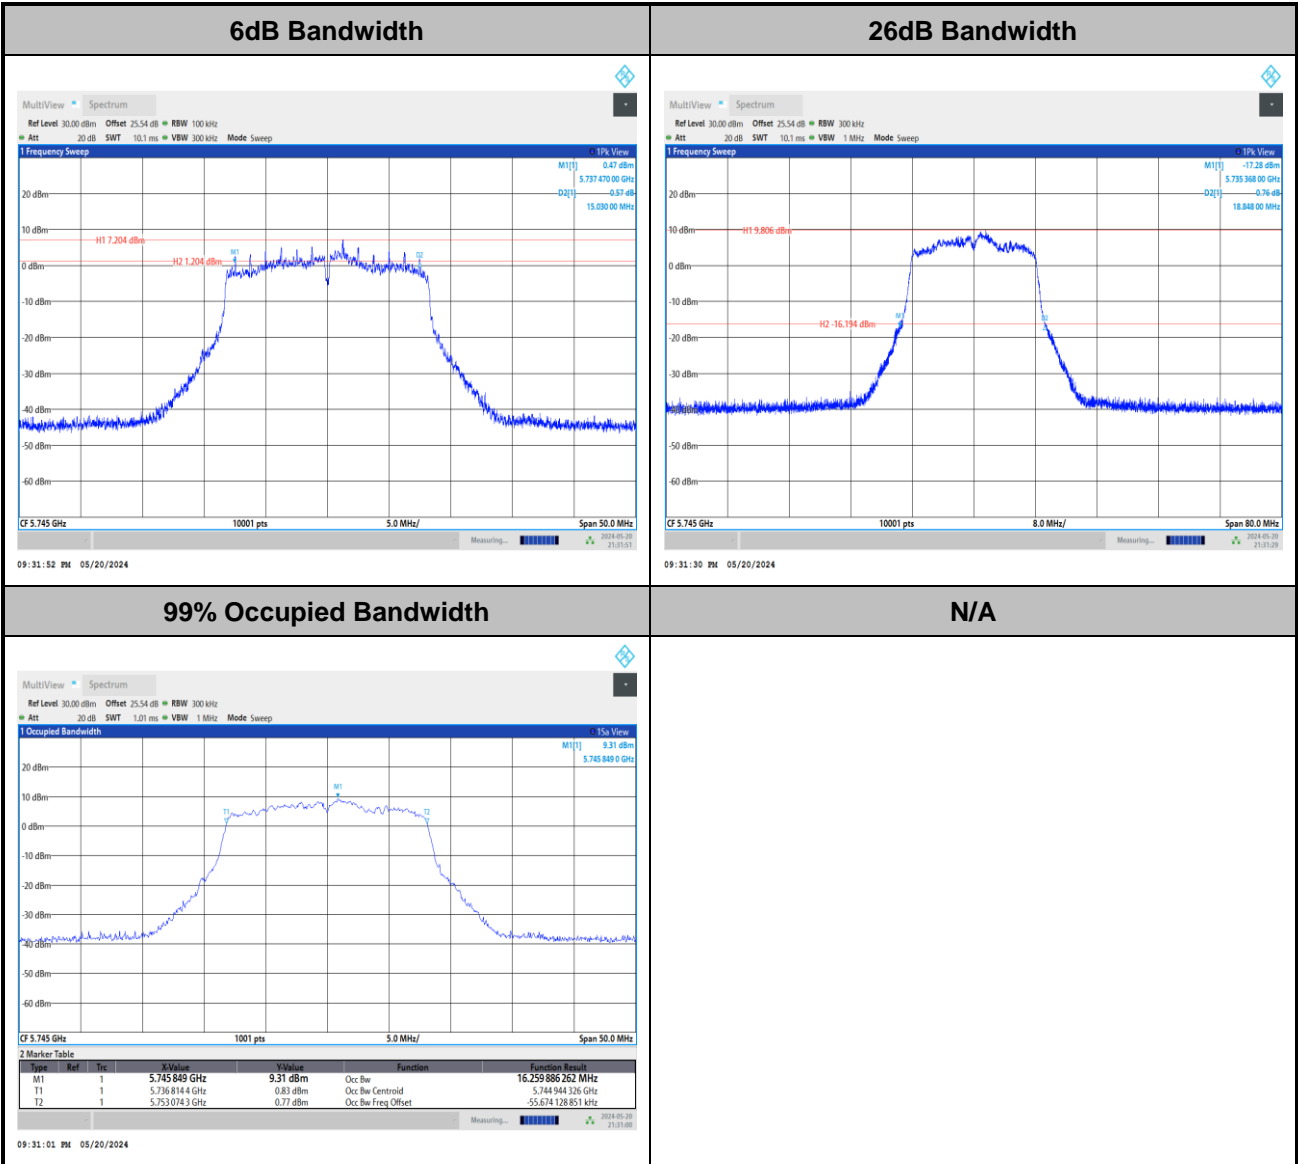 6dB Bandwidth
26dB Bandwidth
MultiView Spectrum
Ref Level 30.00 dBm Offset 25.54 dB RBW 100 kHz
Att 20 dB SWT 10.1 ms VBW 300 kHz Mode Sweep
1 Frequency Sweep 1Pk View
M1[1] 0.47 dBm
5.737 470 00 GHz
D2[1] -0.57 dB
15.030 00 MHz
20 dBm
10 dBm
H1 7.204 dBm
M1
D2
H2 1.204 dBm
0 dBm
-10 dBm
-20 dBm
-30 dBm
-40 dBm
-50 dBm
-60 dBm
CF 5.745 GHz 10001 pts 5.0 MHz/ Span 50.0 MHz
Measuring... 2024-05-20
21:31:51
09:31:52 PM 05/20/2024
MultiView Spectrum
Ref Level 30.00 dBm Offset 25.54 dB RBW 300 kHz
Att 20 dB SWT 10.1 ms VBW 1 MHz Mode Sweep
1 Frequency Sweep 1Pk View
M1[1] -17.28 dBm
5.735 368 00 GHz
D2[1] -0.76 dB
18.848 00 MHz
20 dBm
10 dBm
H1 9.806 dBm
0 dBm
-10 dBm
M1
D2
H2 -16.194 dBm
-20 dBm
-30 dBm
-40 dBm
-50 dBm
-60 dBm
CF 5.745 GHz 10001 pts 8.0 MHz/ Span 80.0 MHz
Measuring... 2024-05-20
21:31:29
09:31:30 PM 05/20/2024
99% Occupied Bandwidth
N/A
MultiView Spectrum
Ref Level 30.00 dBm Offset 25.54 dB RBW 300 kHz
Att 20 dB SWT 1.01 ms VBW 1 MHz Mode Sweep
1 Occupied Bandwidth 1Sa View
M1[1] 9.31 dBm
5.745 849 0 GHz
20 dBm
M1
10 dBm
T1
T2
0 dBm
-10 dBm
-20 dBm
-30 dBm
-40 dBm
-50 dBm
-60 dBm
CF 5.745 GHz 1001 pts 5.0 MHz/ Span 50.0 MHz
2 Marker Table
Type Ref Trc X-Value Y-Value Function Function Result
M1 1 5.745 849 GHz 9.31 dBm Occ Bw 16.259 886 262 MHz
T1 1 5.736 814 4 GHz 0.83 dBm Occ Bw Centroid 5.744 944 326 GHz
T2 1 5.753 074 3 GHz 0.77 dBm Occ Bw Freq Offset -55.674 128 851 kHz
Measuring... 2024-05-20
21:31:00
09:31:01 PM 05/20/2024